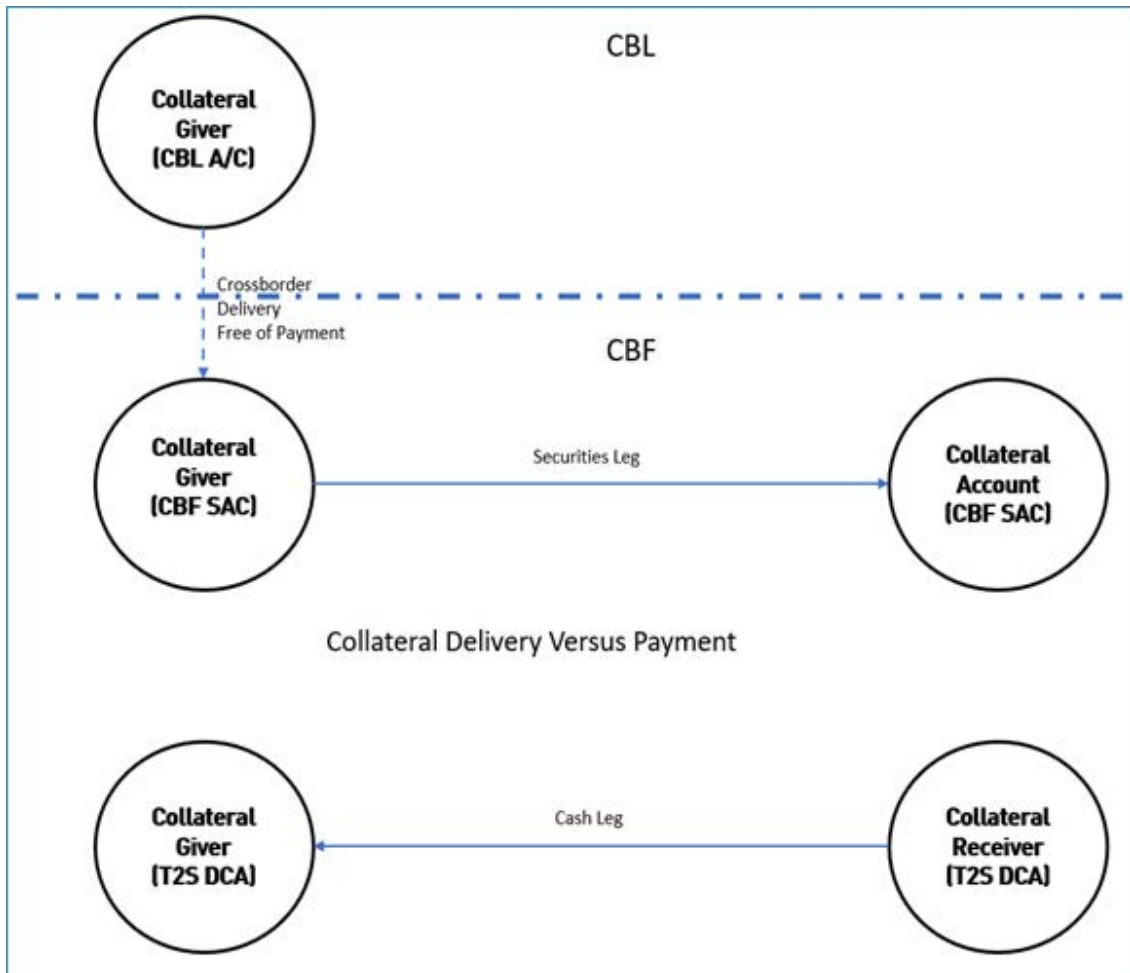 CBL
Collateral
Giver
(CBL A/C)
Crossborder
Delivery
Free of Payment
CBF
Collateral
Giver
(CBF SAC)
Securities Leg
Collateral
Account
(CBF SAC)
Collateral Delivery Versus Payment
Collateral
Giver
(T2S DCA)
Cash Leg
Collateral
Receiver
(T2S DCA)